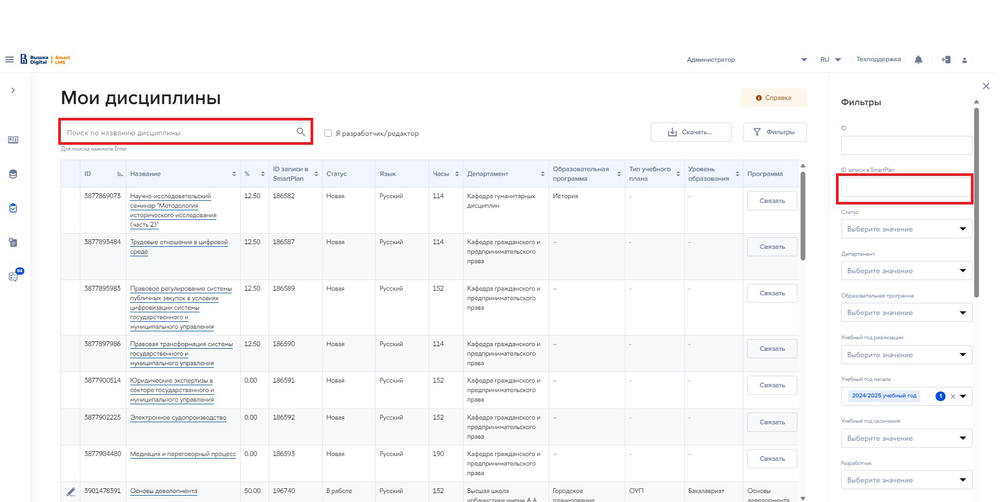 Вышка Digital | Smart LMS
Администратор
RU
Техподдержка
64
Мои дисциплины
Справка
Поиск по названию дисциплины
Я разработчик/редактор
Скачать...
Фильтры
Для поиска нажмите Enter
ID Название % ID записи в SmartPlan Статус Язык Часы Департамент Образовательная программа Тип учебного плана Уровень образования Программа
3877869073 Научно-исследовательский 12.50 186582 Новая Русский 114 Кафедра гуманитарных История - - Связать
семинар "Методология дисциплин
исторического исследования
(часть 2)"
3877893484 Трудовые отношения в цифровой 12.50 186587 Новая Русский 114 Кафедра гражданского и – - - Связать
среде предпринимательского
права
3877895983 Правовое регулирование системы 12.50 186589 Новая Русский 152 Кафедра гражданского и – - - Связать
публичных закупок в условиях предпринимательского
цифровизации системы права
государственного и
муниципального управления
3877897986 Правовая трансформация системы 12.50 186590 Новая Русский 114 Кафедра гражданского и – - - Связать
государственного и предпринимательского
муниципального управления права
3877900514 Юридические экспертизы в 0.00 186591 Новая Русский 152 Кафедра гражданского и – - - Связать
секторе государственного и предпринимательского
муниципального управления права
3877902225 Электронное судопроизводство 0.00 186592 Новая Русский 152 Кафедра гражданского и – - - Связать
предпринимательского
права
3877904480 Медиация и переговорный процесс 0.00 186593 Новая Русский 190 Кафедра гражданского и – - - Связать
предпринимательского
права
3901478391 Основы девелопмента 50.00 196740 В работе Русский 152 Высшая школа Городское ОУП Бакалавриат Основы
урбанистики имени А.А. планирование девелопмента
Фильтры
ID
ID записи в SmartPlan
Статус
Выберите значение
Департамент
Выберите значение
Образовательная программа
Выберите значение
Учебный год реализации
Выберите значение
Учебный год начала
2024/2025 учебный год 1
Учебный год окончания
Выберите значение
Разработчик
Выберите значение